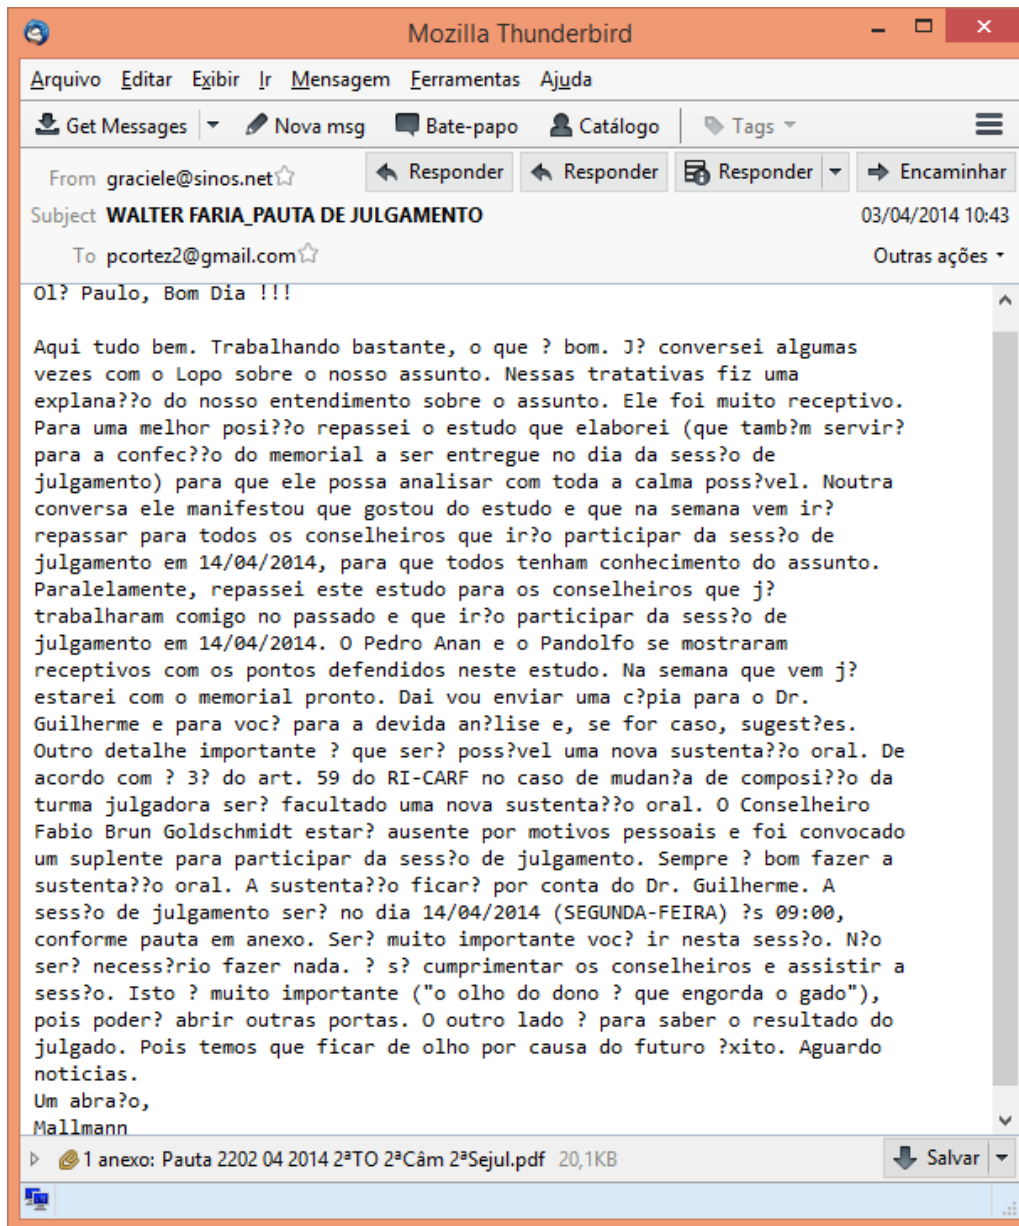 Mozilla Thunderbird
Arquivo Editar Exibir Ir Mensagem Ferramentas Ajuda
Get Messages Nova msg Bate-papo Catálogo Tags
From graciele@sinos.net Responder Responder Responder Encaminhar
Subject WALTER FARIA_PAUTA DE JULGAMENTO 03/04/2014 10:43
To pcortez2@gmail.com Outras ações
Ol? Paulo, Bom Dia !!!
Aqui tudo bem. Trabalhando bastante, o que ? bom. J? conversei algumas
vezes com o Lopo sobre o nosso assunto. Nessas tratativas fiz uma
explana??o do nosso entendimento sobre o assunto. Ele foi muito receptivo.
Para uma melhor posi??o repassei o estudo que elaborei (que tamb?m servir?
para a confec??o do memorial a ser entregue no dia da sess?o de
julgamento) para que ele possa analisar com toda a calma poss?vel. Noutra
conversa ele manifestou que gostou do estudo e que na semana vem ir?
repassar para todos os conselheiros que ir?o participar da sess?o de
julgamento em 14/04/2014, para que todos tenham conhecimento do assunto.
Paralelamente, repassei este estudo para os conselheiros que j?
trabalharam comigo no passado e que ir?o participar da sess?o de
julgamento em 14/04/2014. O Pedro Anan e o Pandolfo se mostraram
receptivos com os pontos defendidos neste estudo. Na semana que vem j?
estarei com o memorial pronto. Dai vou enviar uma c?pia para o Dr.
Guilherme e para voc? para a devida an?lise e, se for caso, sugest?es.
Outro detalhe importante ? que ser? poss?vel uma nova sustenta??o oral. De
acordo com ? 3? do art. 59 do RI-CARF no caso de mudan?a de composi??o da
turma julgadora ser? facultado uma nova sustenta??o oral. O Conselheiro
Fabio Brun Goldschmidt estar? ausente por motivos pessoais e foi convocado
um suplente para participar da sess?o de julgamento. Sempre ? bom fazer a
sustenta??o oral. A sustenta??o ficar? por conta do Dr. Guilherme. A
sess?o de julgamento ser? no dia 14/04/2014 (SEGUNDA-FEIRA) ?s 09:00,
conforme pauta em anexo. Ser? muito importante voc? ir nesta sess?o. N?o
ser? necess?rio fazer nada. ? s? cumprimentar os conselheiros e assistir a
sess?o. Isto ? muito importante ("o olho do dono ? que engorda o gado"),
pois poder? abrir outras portas. O outro lado ? para saber o resultado do
julgado. Pois temos que ficar de olho por causa do futuro ?xito. Aguardo
noticias.
Um abra?o,
Mallmann
1 anexo: Pauta 2202 04 2014 2ªTO 2ªCâm 2ªSejul.pdf 20,1KB Salvar